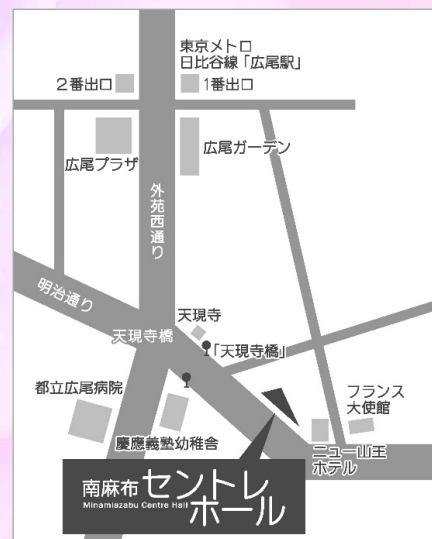 東京メトロ
日比谷線「広尾駅」
2番出口
1番出口
広尾プラザ
広尾ガーデン
外苑西通り
明治通り
天現寺橋
天現寺
「天現寺橋」
都立広尾病院
慶應義塾幼稚舎
フランス
大使館
ニュー山王
ホテル
南麻布 セントレ
Minamiazabu Centre Hall
ホール